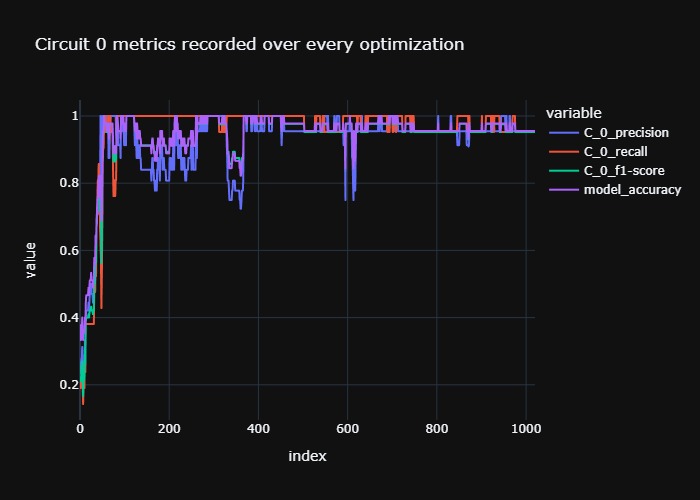 Circuit 0 metrics recorded over every optimization
variable
C_0_precision
C_0_recall
C_0_f1-score
model_accuracy
value
1
0.8
0.6
0.4
0.2
0 200 400 600 800 1000
index